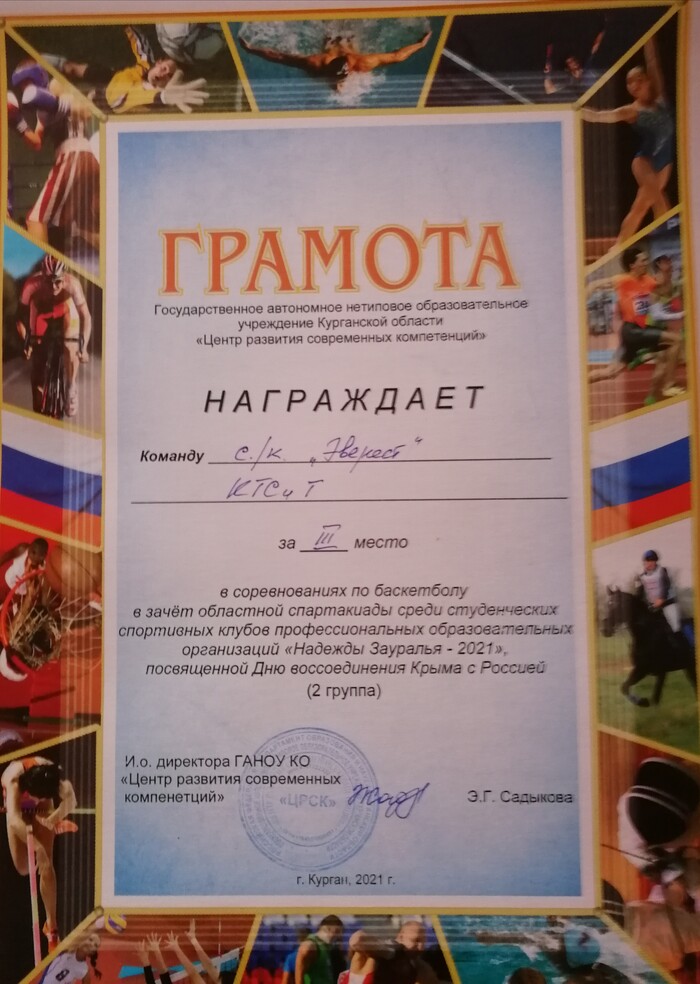 ГРАМОТА
Государственное автономное нетиповое образовательное
учреждение Курганской области
«Центр развития современных компетенций»
НАГРАЖДАЕТ
Команду с./к. „Эверест“
КТСиТ
за III место
в соревнованиях по баскетболу
в зачёт областной спартакиады среди студенческих
спортивных клубов профессиональных образовательных
организаций «Надежды Зауралья - 2021»,
посвященной Дню воссоединения Крыма с Россией
(2 группа)
И.о. директора ГАНОУ КО
«Центр развития современных
компенетций»
«ЦРСК»
Э.Г. Садыкова
г. Курган, 2021 г.